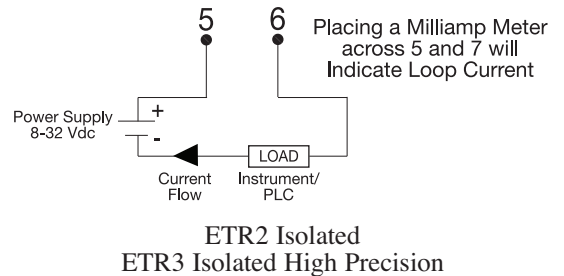 5 6
Placing a Milliamp Meter
across 5 and 7 will
Indicate Loop Current
Power Supply
8-32 Vdc
+
-
LOAD
Current
Flow
Instrument/
PLC
ETR2 Isolated
ETR3 Isolated High Precision